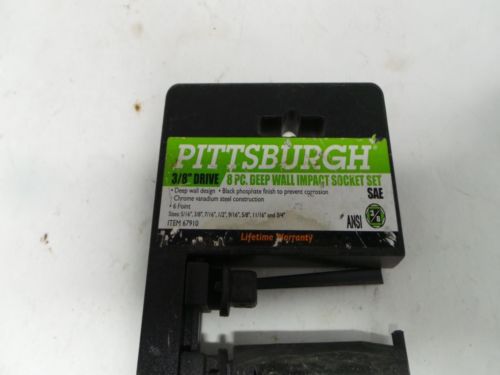 PITTSBURGH
3/8" DRIVE / 8 PC. DEEP WALL IMPACT SOCKET SET
SAE
• Deep wall design • Black phosphate finish to prevent corrosion
Chrome vanadium steel construction
• 6 Point
Sizes: 5/16", 3/8", 7/16", 1/2", 9/16", 5/8", 11/16" and 3/4"
ITEM 67910
ANSI
Lifetime Warranty